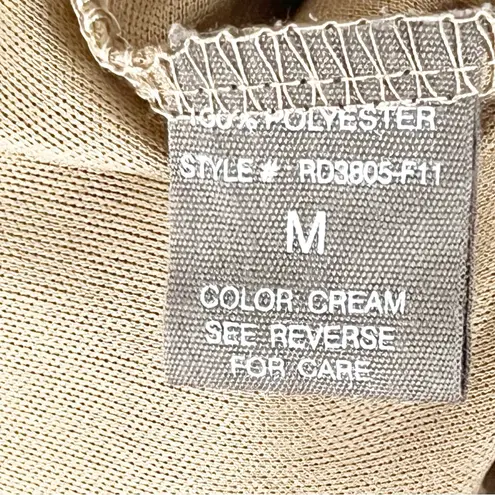 100% POLYESTER
STYLE # RD3805-F11
M
COLOR: CREAM
SEE REVERSE
FOR CARE